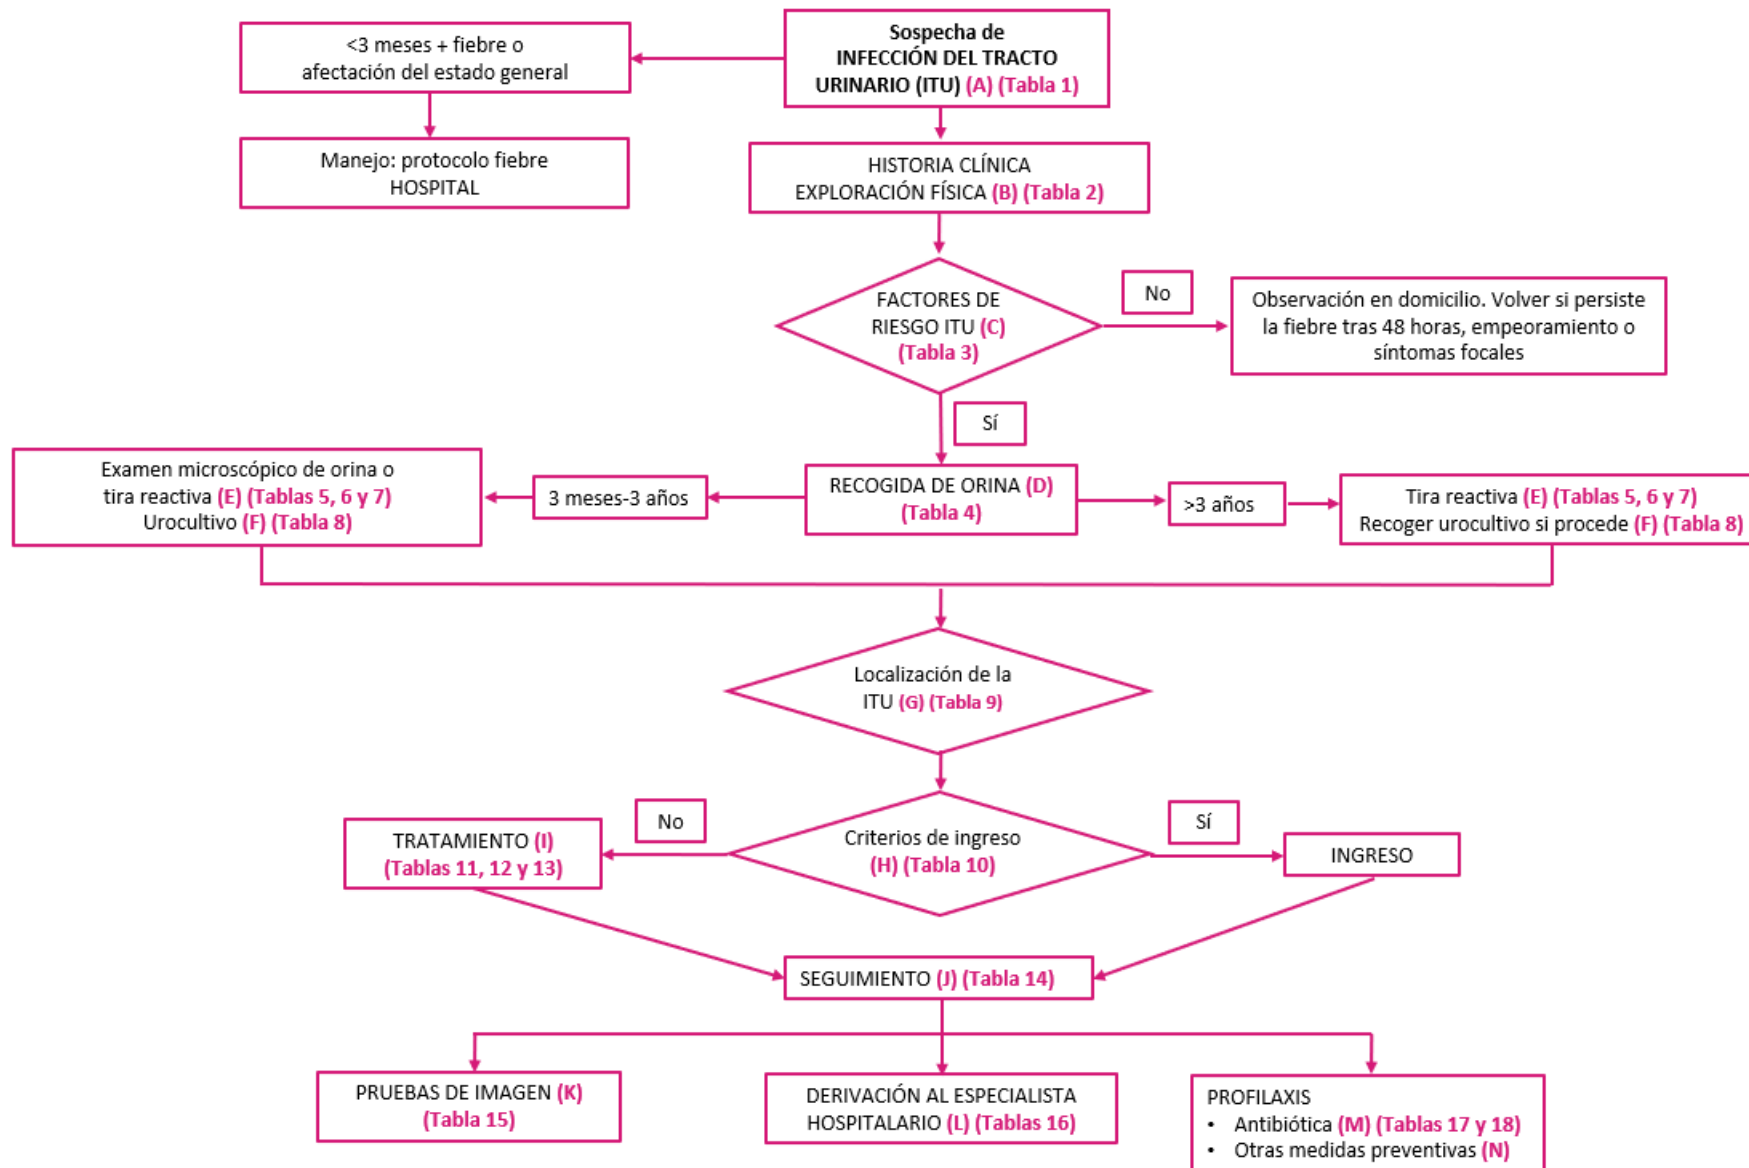 Sospecha de
INFECCIÓN DEL TRACTO
URINARIO (ITU) (A) (Tabla 1)
<3 meses + fiebre o
afectación del estado general
Manejo: protocolo fiebre
HOSPITAL
HISTORIA CLÍNICA
EXPLORACIÓN FÍSICA (B) (Tabla 2)
FACTORES DE
RIESGO ITU (C)
(Tabla 3)
No
Observación en domicilio. Volver si persiste
la fiebre tras 48 horas, empeoramiento o
síntomas focales
Sí
RECOGIDA DE ORINA (D)
(Tabla 4)
3 meses-3 años
Examen microscópico de orina o
tira reactiva (E) (Tablas 5, 6 y 7)
Urocultivo (F) (Tabla 8)
>3 años
Tira reactiva (E) (Tablas 5, 6 y 7)
Recoger urocultivo si procede (F) (Tabla 8)
Localización de la
ITU (G) (Tabla 9)
Criterios de ingreso
(H) (Tabla 10)
No
TRATAMIENTO (I)
(Tablas 11, 12 y 13)
Sí
INGRESO
SEGUIMIENTO (J) (Tabla 14)
PRUEBAS DE IMAGEN (K)
(Tabla 15)
DERIVACIÓN AL ESPECIALISTA
HOSPITALARIO (L) (Tablas 16)
PROFILAXIS
• Antibiótica (M) (Tablas 17 y 18)
• Otras medidas preventivas (N)